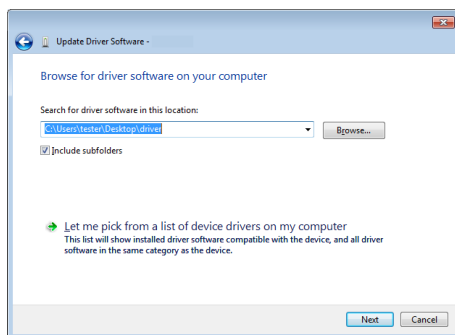 Update Driver Software -
Browse for driver software on your computer
Search for driver software in this location:
C:\Users\tester\Desktop\driver
Browse...
Include subfolders
Let me pick from a list of device drivers on my computer
This list will show installed driver software compatible with the device, and all driver
software in the same category as the device.
Next
Cancel